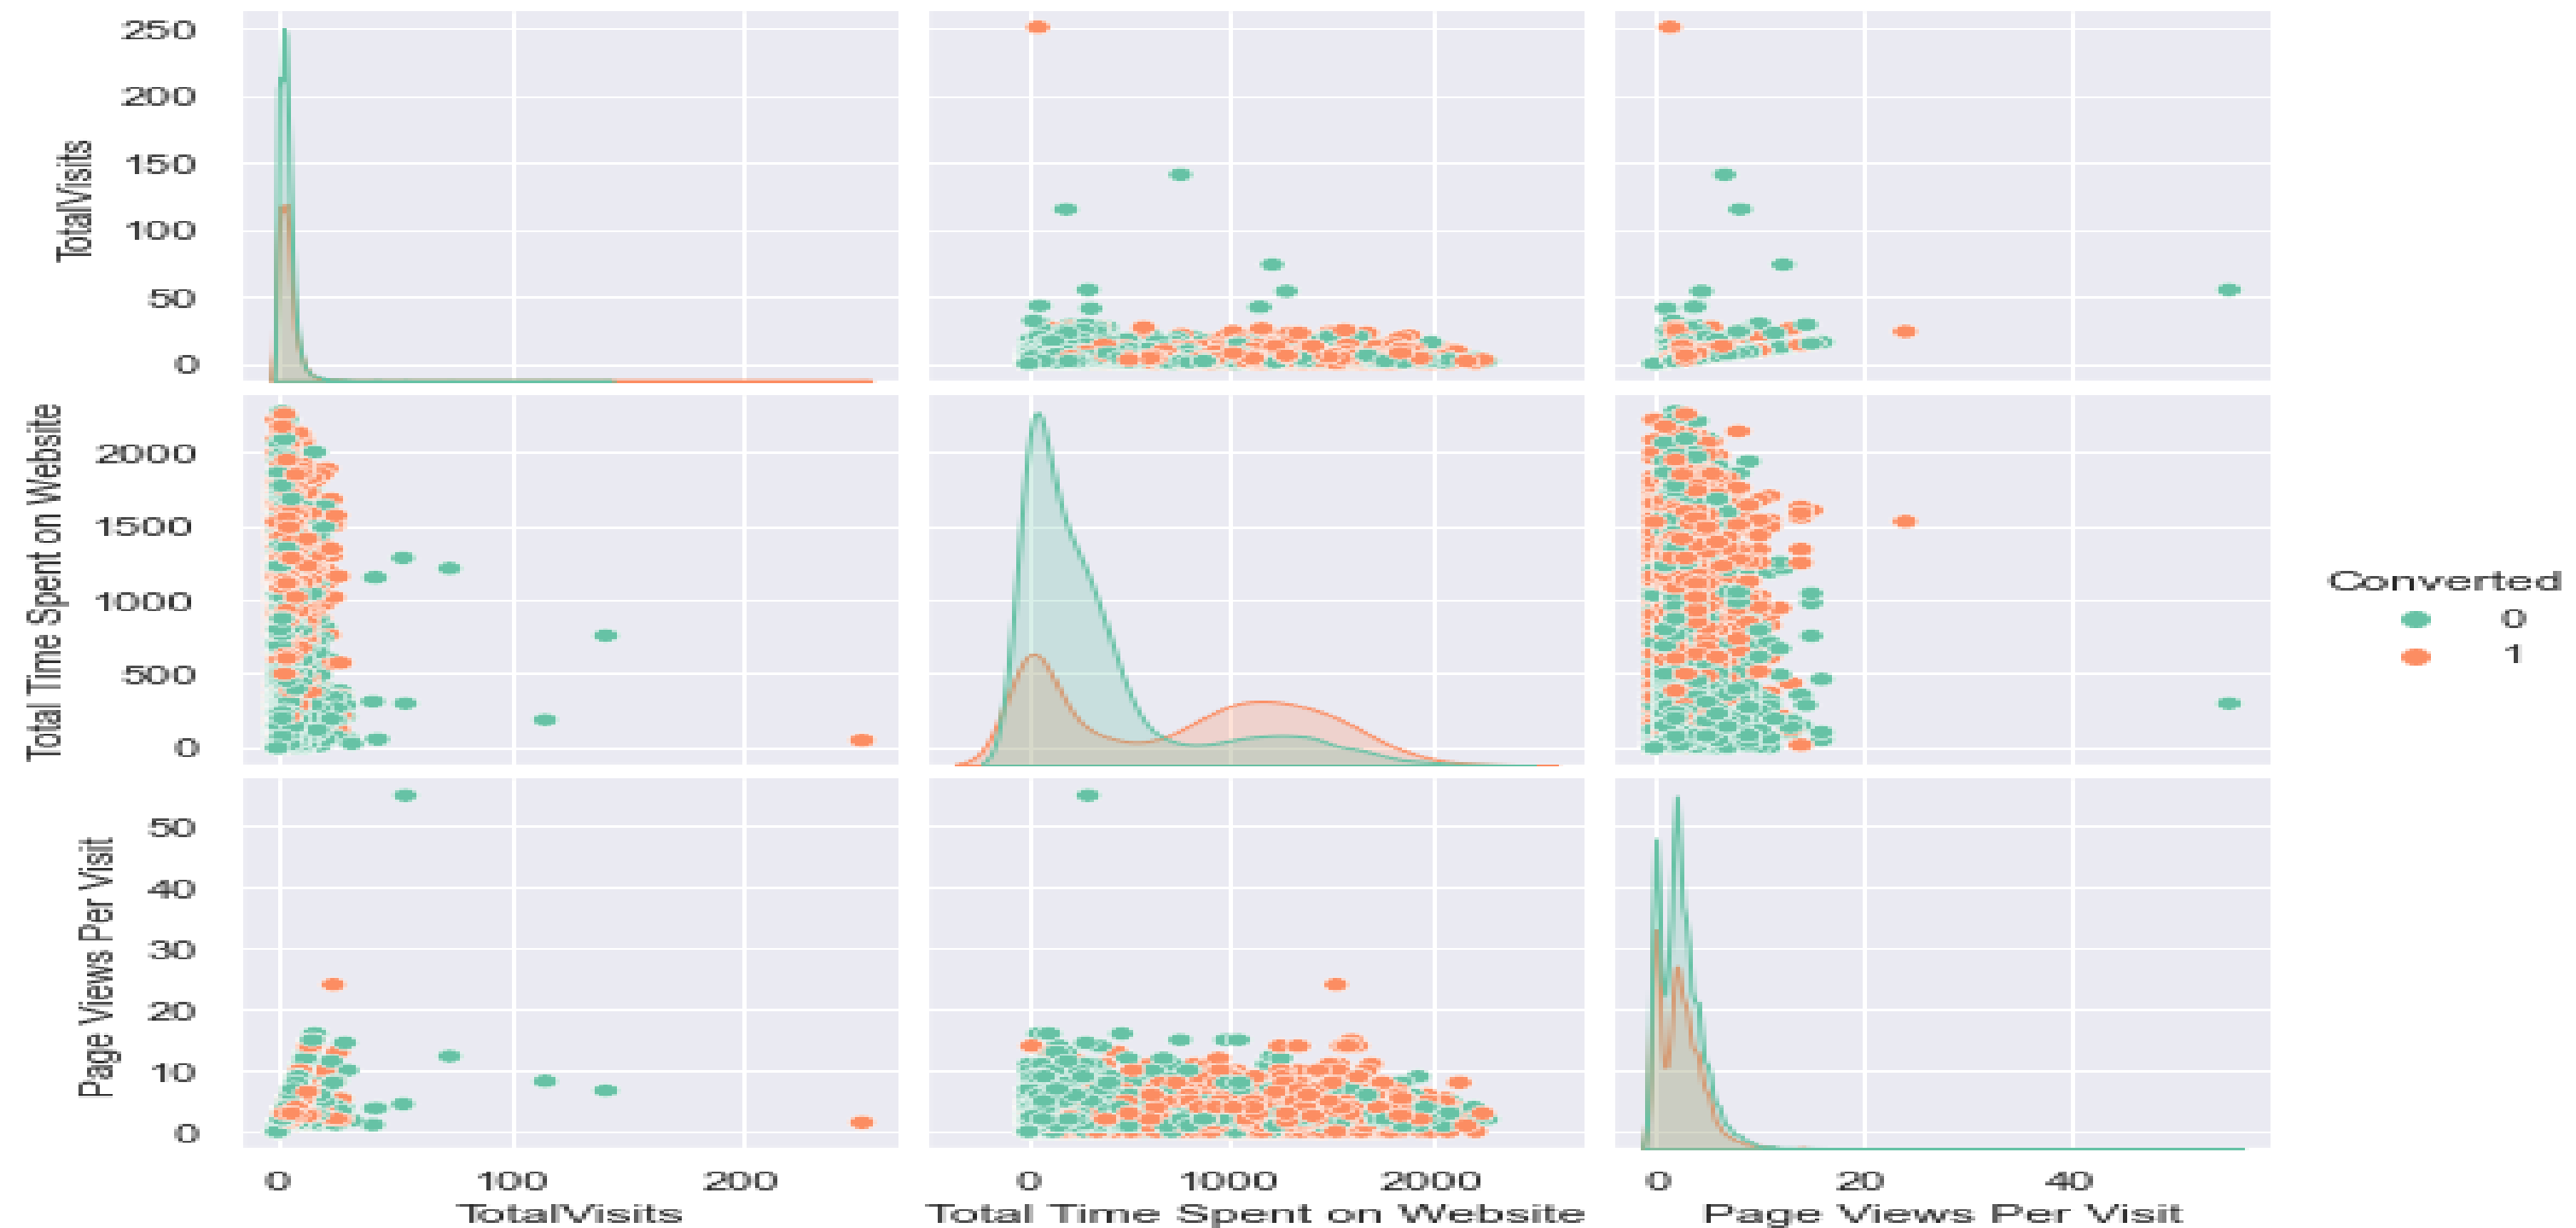 250
200
150
100
50
0
TotalVisits
2000
1500
1000
500
0
Total Time Spent on Website
Converted
0
1
50
40
30
20
10
0
Page Views Per Visit
0 100 200
TotalVisits
0 1000 2000
Total Time Spent on Website
0 20 40
Page Views Per Visit